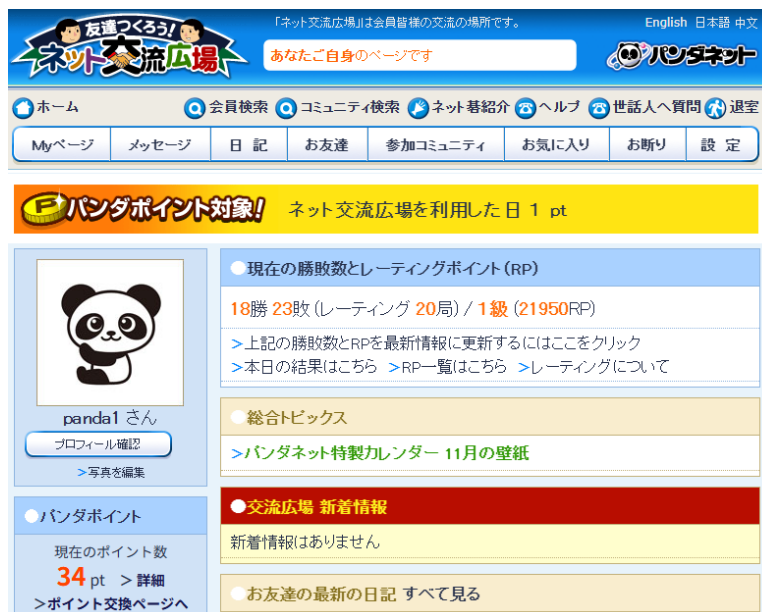 友達つくろう!
ネット交流広場
「ネット交流広場」は会員皆様の交流の場所です。
English 日本語 中文
あなたご自身のページです
パンダネット
ホーム
会員検索 コミュニティ検索 ネット碁紹介 ヘルプ 世話人へ質問 退室
Myページ メッセージ 日 記 お友達 参加コミュニティ お気に入り お断り 設 定
P パンダポイント対象! ネット交流広場を利用した日 1 pt
panda1 さん
プロフィール確認
>写真を編集
パンダポイント
現在のポイント数
34 pt >詳細
>ポイント交換ページへ
現在の勝敗数とレーティングポイント(RP)
18勝 23敗 (レーティング 20局) / 1級 (21950RP)
>上記の勝敗数とRPを最新情報に更新するにはここをクリック
>本日の結果はこちら >RP一覧はこちら >レーティングについて
総合トピックス
>パンダネット特製カレンダー 11月の壁紙
交流広場 新着情報
新着情報はありません
お友達の最新の日記 すべて見る